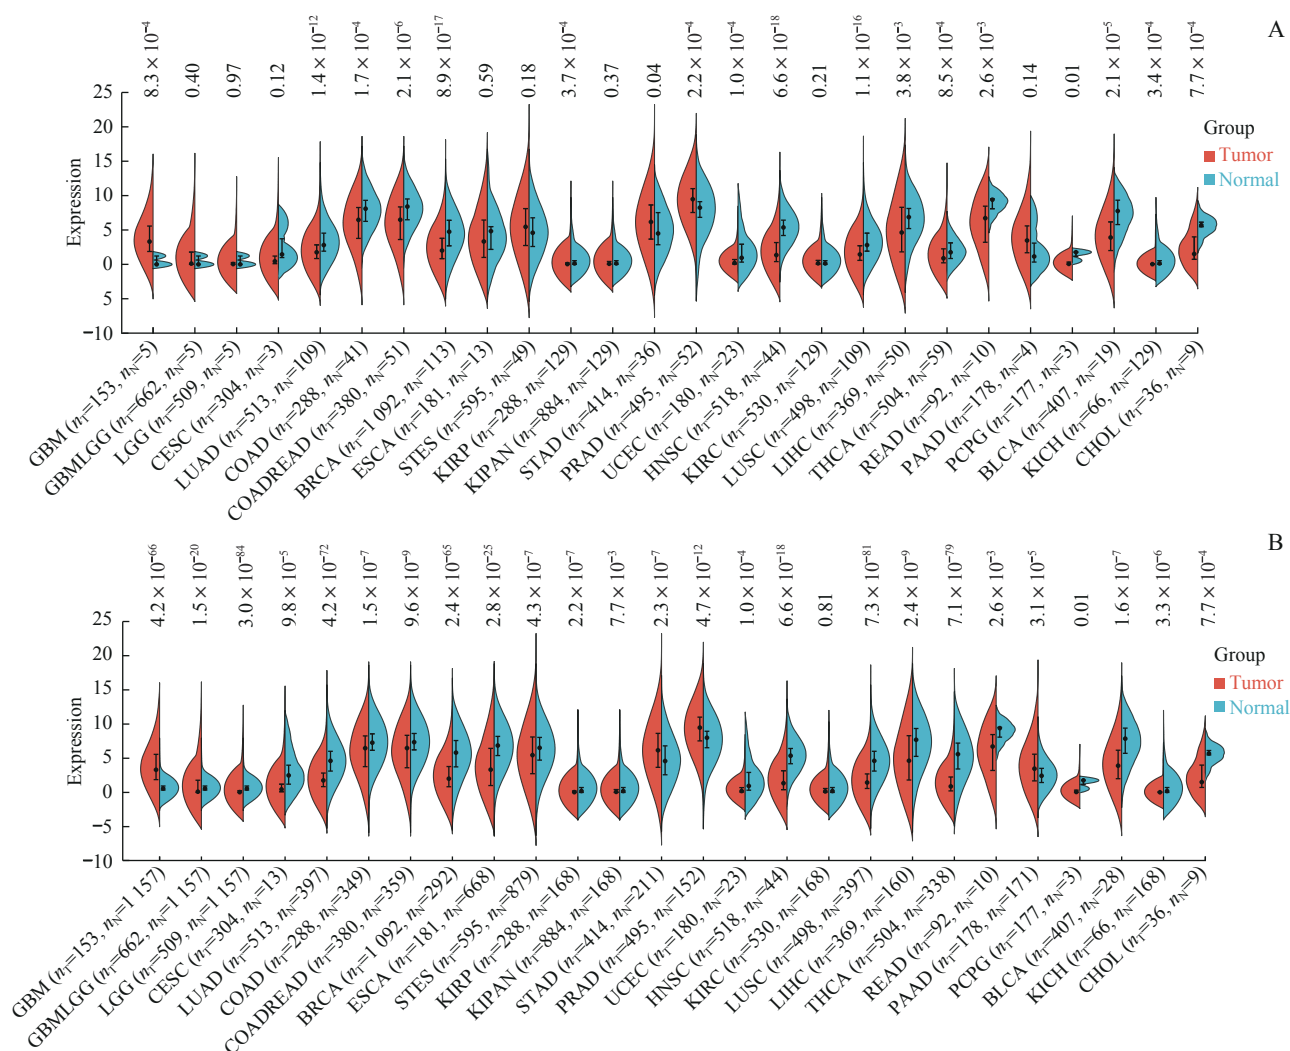 A
8.3×10⁻⁴ 0.40 0.97 0.12 1.4×10⁻¹² 1.7×10⁻⁴ 2.1×10⁻⁶ 8.9×10⁻¹⁷ 0.59 0.18 3.7×10⁻⁴ 0.37 0.04 2.2×10⁻⁴ 1.0×10⁻⁴ 6.6×10⁻¹⁸ 0.21 1.1×10⁻¹⁶ 3.8×10⁻³ 8.5×10⁻⁴ 2.6×10⁻³ 0.14 0.01 2.1×10⁻⁵ 3.4×10⁻⁴ 7.7×10⁻⁴
Expression
25
20
15
10
5
0
5
−10
Group
Tumor
Normal
GBM (nT=153, nN=5)
GBMLGG (nT=662, nN=5)
LGG (nT=509, nN=5)
CESC (nT=304, nN=3)
LUAD (nT=513, nN=109)
COAD (nT=288, nN=41)
COADREAD (nT=380, nN=51)
BRCA (nT=1 092, nN=113)
ESCA (nT=181, nN=13)
STES (nT=595, nN=49)
KIRP (nT=288, nN=129)
KIPAN (nT=884, nN=129)
STAD (nT=414, nN=36)
PRAD (nT=495, nN=52)
UCEC (nT=180, nN=23)
HNSC (nT=518, nN=44)
KIRC (nT=530, nN=129)
LUSC (nT=498, nN=109)
LIHC (nT=369, nN=50)
THCA (nT=504, nN=59)
READ (nT=92, nN=10)
PAAD (nT=178, nN=4)
PCPG (nT=177, nN=3)
BLCA (nT=407, nN=19)
KICH (nT=66, nN=129)
CHOL (nT=36, nN=9)
B
4.2×10⁻⁶⁶ 1.5×10⁻²⁰ 3.0×10⁻⁸⁴ 9.8×10⁻⁵ 4.2×10⁻⁷² 1.5×10⁻⁷ 9.6×10⁻⁹ 2.4×10⁻⁶⁵ 2.8×10⁻²⁵ 4.3×10⁻⁷ 2.2×10⁻⁷ 7.7×10⁻³ 2.3×10⁻⁷ 4.7×10⁻¹² 1.0×10⁻⁴ 6.6×10⁻¹⁸ 0.81 7.3×10⁻⁸¹ 2.4×10⁻⁹ 7.1×10⁻⁷⁹ 2.6×10⁻³ 3.1×10⁻⁵ 0.01 1.6×10⁻⁷ 3.3×10⁻⁶ 7.7×10⁻⁴
Expression
25
20
15
10
5
0
−5
−10
Group
Tumor
Normal
GBM (nT=153, nN=1 157)
GBMLGG (nT=662, nN=1 157)
LGG (nT=509, nN=1 157)
CESC (nT=304, nN=13)
LUAD (nT=513, nN=397)
COAD (nT=288, nN=349)
COADREAD (nT=380, nN=359)
BRCA (nT=1 092, nN=292)
ESCA (nT=181, nN=668)
STES (nT=595, nN=879)
KIRP (nT=288, nN=168)
KIPAN (nT=884, nN=168)
STAD (nT=414, nN=211)
PRAD (nT=495, nN=152)
UCEC (nT=180, nN=23)
HNSC (nT=518, nN=44)
KIRC (nT=530, nN=168)
LUSC (nT=498, nN=397)
LIHC (nT=369, nN=160)
THCA (nT=504, nN=338)
READ (nT=92, nN=10)
PAAD (nT=178, nN=171)
PCPG (nT=177, nN=3)
BLCA (nT=407, nN=28)
KICH (nT=66, nN=168)
CHOL (nT=36, nN=9)